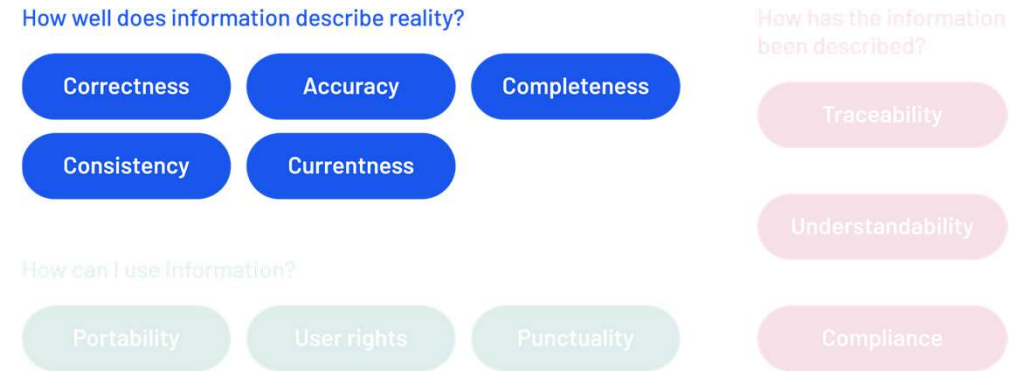 How well does information describe reality?
Correctness
Accuracy
Completeness
Consistency
Currentness
How can I use information?
Portability
User rights
Punctuality
How has the information
been described?
Traceability
Understandability
Compliance